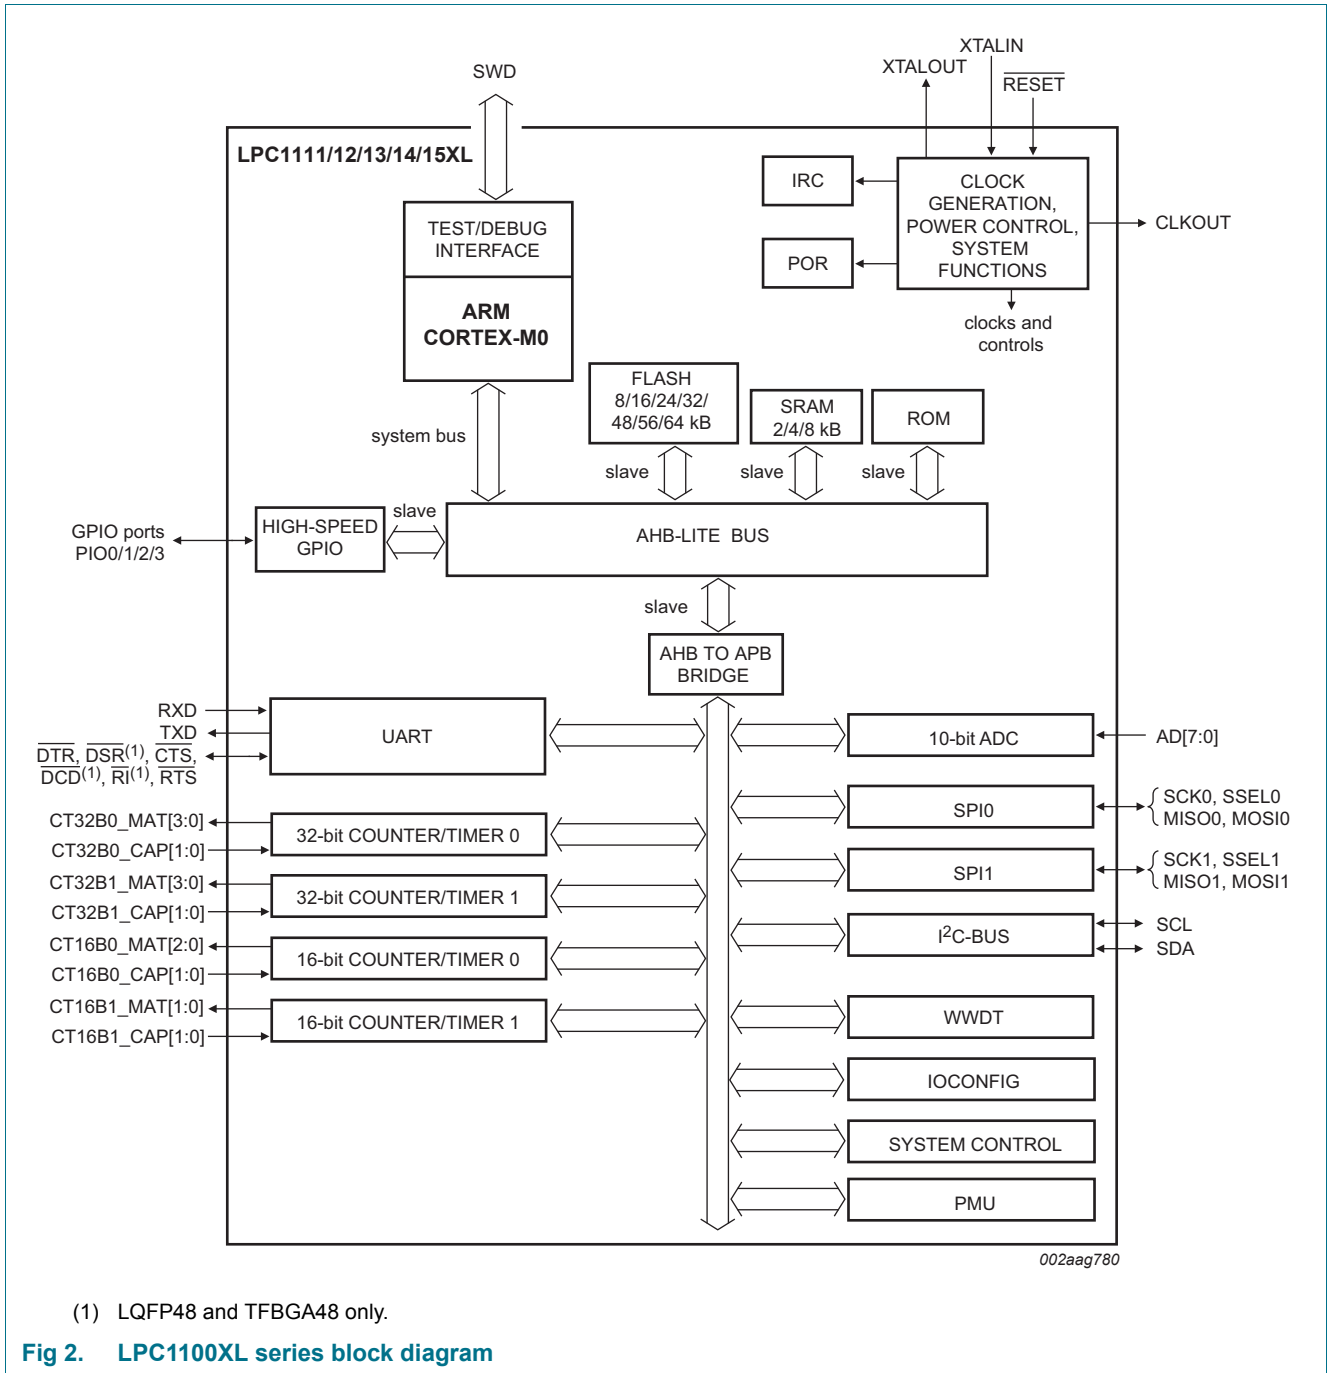 SWD
XTALIN
XTALOUT
RESET
LPC1111/12/13/14/15XL
IRC
CLOCK
GENERATION,
POWER CONTROL,
SYSTEM
FUNCTIONS
CLKOUT
POR
TEST/DEBUG
INTERFACE
ARM
CORTEX-M0
clocks and
controls
FLASH
8/16/24/32/
48/56/64 kB
SRAM
2/4/8 kB
ROM
system bus
slave
slave
slave
slave
GPIO ports
PIO0/1/2/3
HIGH-SPEED
GPIO
AHB-LITE BUS
slave
AHB TO APB
BRIDGE
RXD
TXD
DTR, DSR(1), CTS,
DCD(1), RI(1), RTS
UART
10-bit ADC
AD[7:0]
CT32B0_MAT[3:0]
CT32B0_CAP[1:0]
32-bit COUNTER/TIMER 0
SPI0
SCK0, SSEL0
MISO0, MOSI0
CT32B1_MAT[3:0]
CT32B1_CAP[1:0]
32-bit COUNTER/TIMER 1
SPI1
SCK1, SSEL1
MISO1, MOSI1
CT16B0_MAT[2:0]
CT16B0_CAP[1:0]
16-bit COUNTER/TIMER 0
I2C-BUS
SCL
SDA
CT16B1_MAT[1:0]
CT16B1_CAP[1:0]
16-bit COUNTER/TIMER 1
WWDT
IOCONFIG
SYSTEM CONTROL
PMU
002aag780
(1) LQFP48 and TFBGA48 only.
Fig 2. LPC1100XL series block diagram